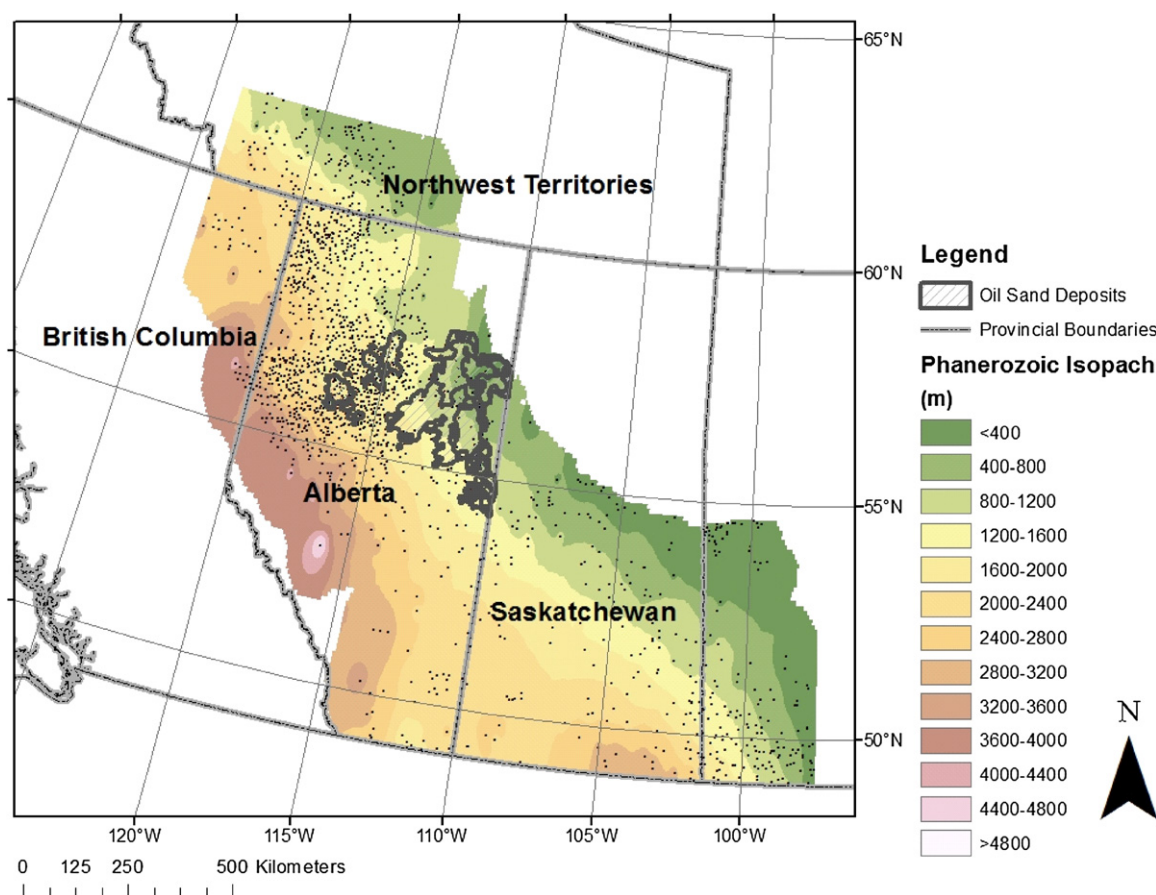 65°N
Northwest Territories
60°N
British Columbia
Alberta
55°N
Saskatchewan
50°N
120°W
115°W
110°W
105°W
100°W
0 125 250 500 Kilometers
Legend
Oil Sand Deposits
Provincial Boundaries
Phanerozoic Isopach
(m)
<400
400-800
800-1200
1200-1600
1600-2000
2000-2400
2400-2800
2800-3200
3200-3600
3600-4000
4000-4400
4400-4800
>4800
N